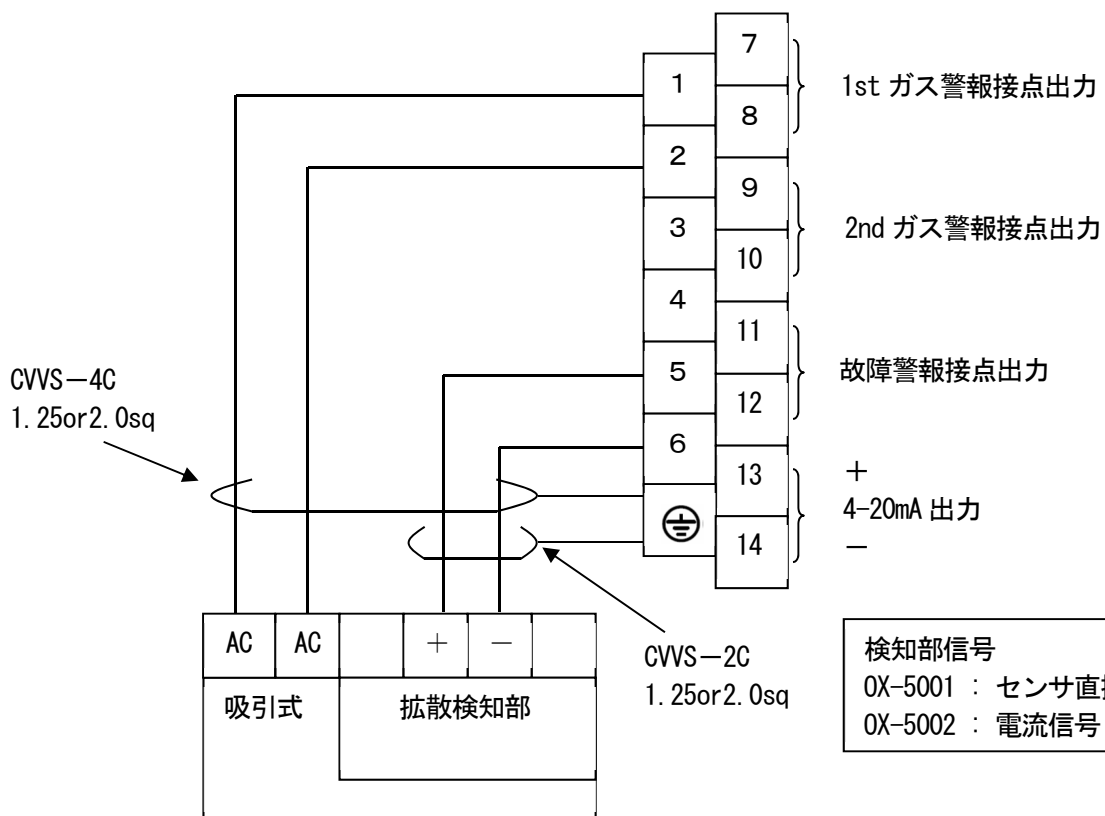 7
1
1st ガス警報接点出力
8
2
9
3
2nd ガス警報接点出力
10
4
11
CVVS－4C
1.25or2.0sq
5
故障警報接点出力
12
6
13
＋
4-20mA 出力
－
14
AC
AC
＋
－
CVVS－2C
1.25or2.0sq
吸引式
拡散検知部
検知部信号
OX-5001 : センサ直
OX-5002 : 電流信号